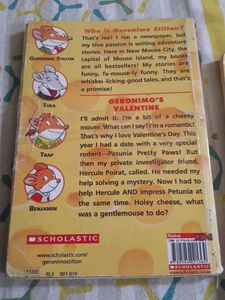 Who is Geronimo Stilton?
That's me! I run a newspaper, but
my true passion is writing adventure
stories. Here in New Mouse City, the
capital of Mouse Island, my books
are all bestsellers! My stories are
funny, fa-mouse-ly funny. They are
whisker-licking-good tales, and that's
a promise!
GERONIMO STILTON
THEA
TRAP
BENJAMIN
GERONIMO'S
VALENTINE
I'll admit it: I'm a bit of a cheesy
mouse. What can I say? I'm a romantic!
That's why I love Valentine's Day. This
year I had a date with a very special
rodent—Petunia Pretty Paws! But
then my private investigator friend,
Hercule Poirat, called. He needed my
help solving a mystery. Now I had to
help Hercule AND impress Petunia at
the same time. Holey cheese, what
was a gentlemouse to do?
SCHOLASTIC
www.scholastic.com/
geronimostilton
RL3 007-010